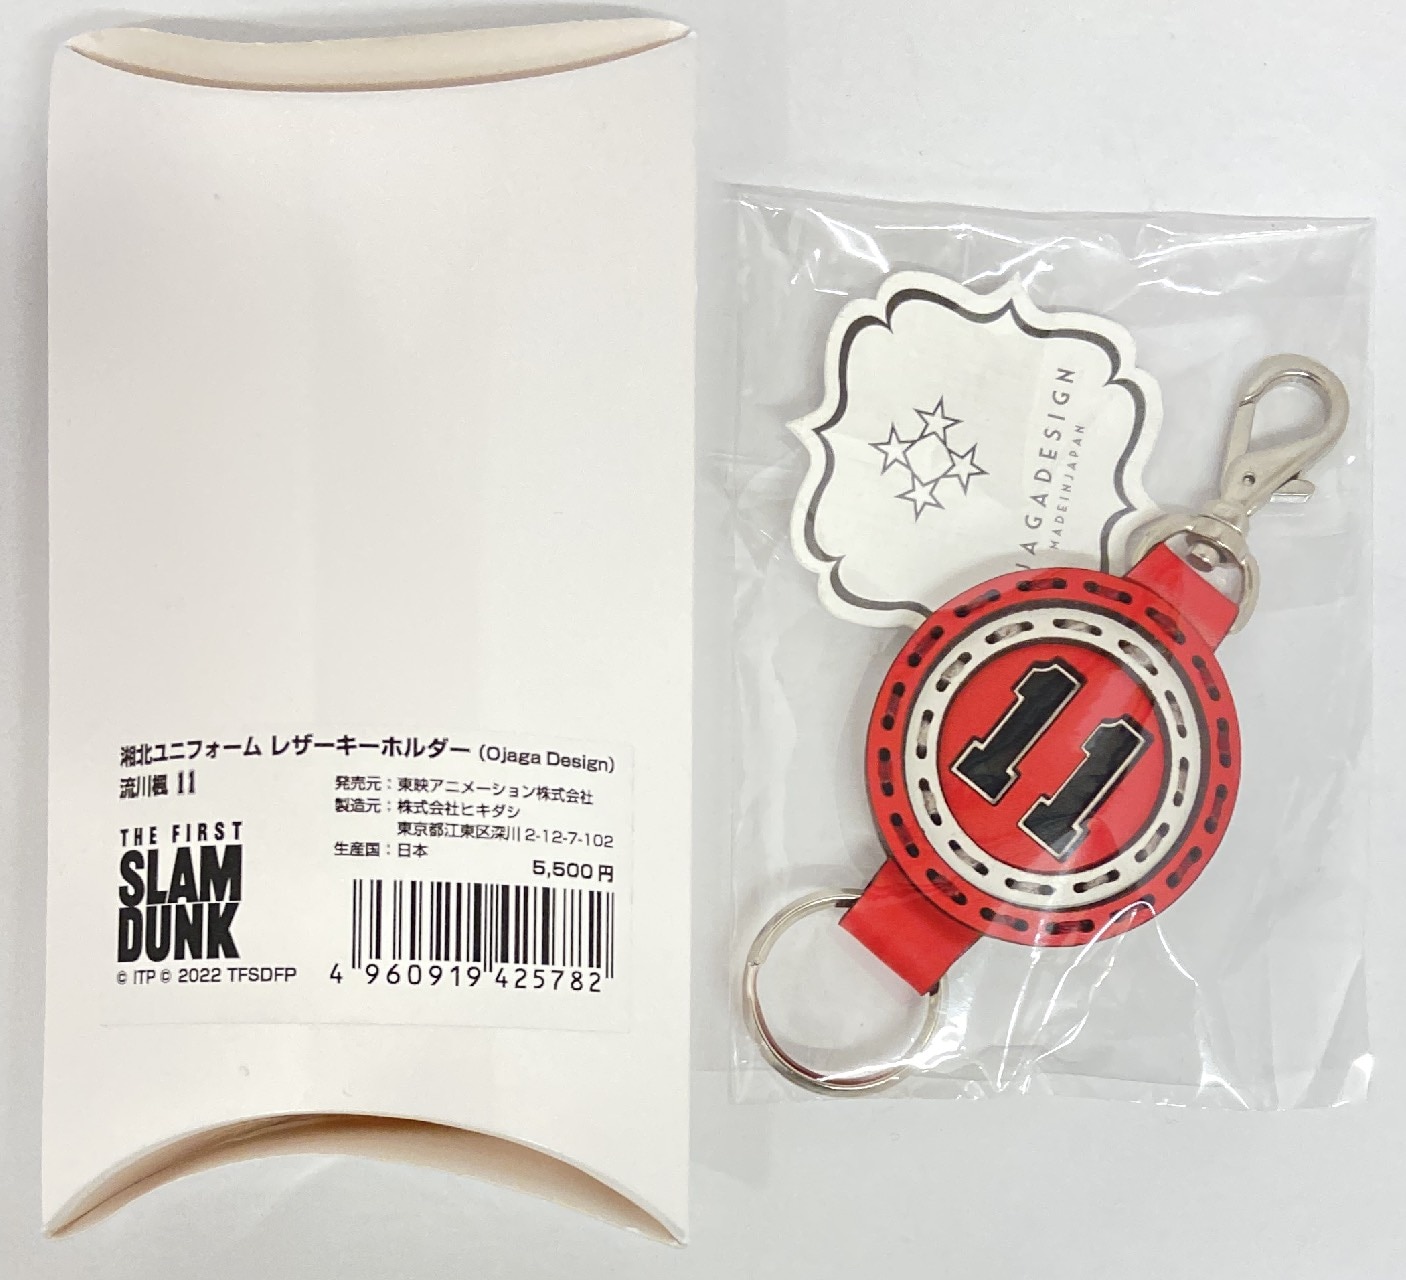 湘北ユニフォーム レザーキーホルダー (Ojaga Design)
流川楓 11
発売元：東映アニメーション株式会社
製造元：株式会社ヒキダシ
東京都江東区深川2-12-7-102
生産国：日本
5,500円
THE FIRST
SLAM
DUNK
© ITP © 2022 TFSDFP
4 960919 425782
JAGADESIGN
MADEINJAPAN
11